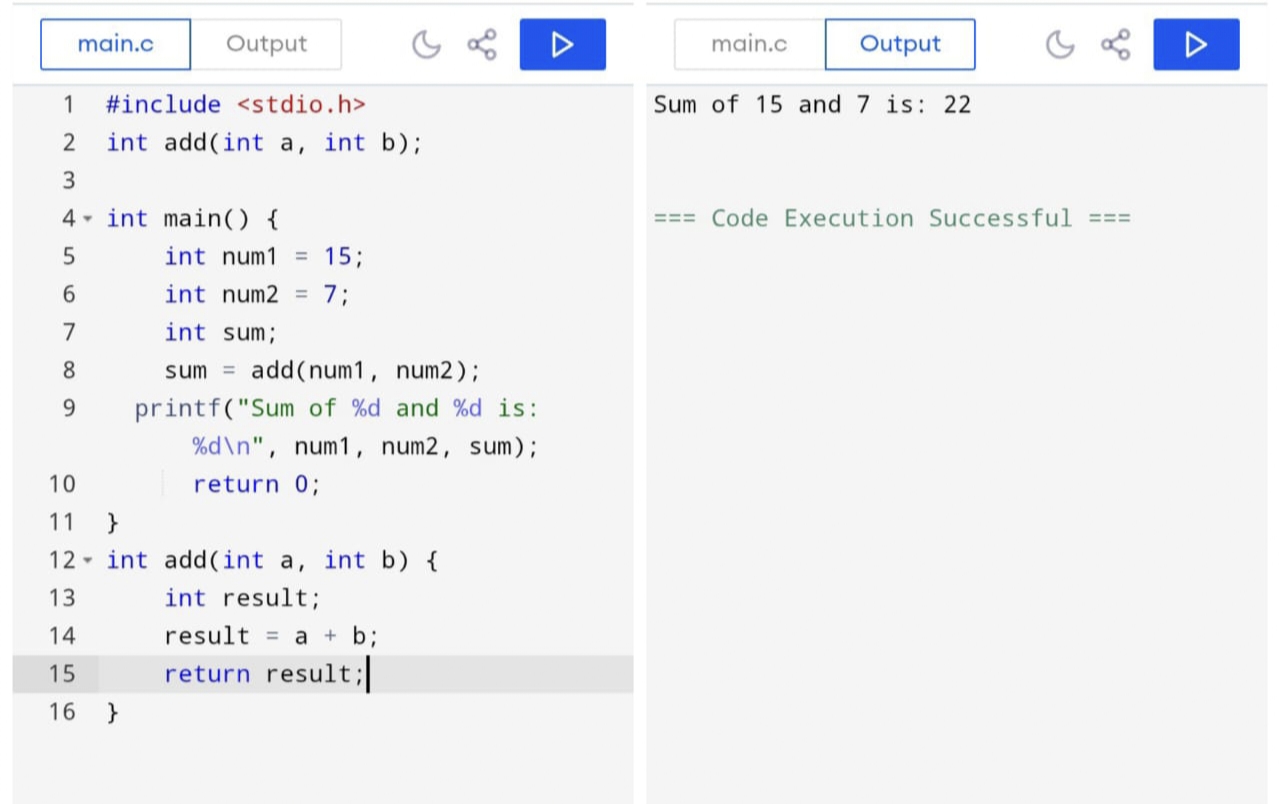 main.c
Output
1 #include <stdio.h>
2 int add(int a, int b);
3
4 int main() {
5     int num1 = 15;
6     int num2 = 7;
7     int sum;
8     sum = add(num1, num2);
9   printf("Sum of %d and %d is:
      %d\n", num1, num2, sum);
10       return 0;
11 }
12 int add(int a, int b) {
13     int result;
14     result = a + b;
15     return result;
16 }
main.c
Output
Sum of 15 and 7 is: 22
=== Code Execution Successful ===